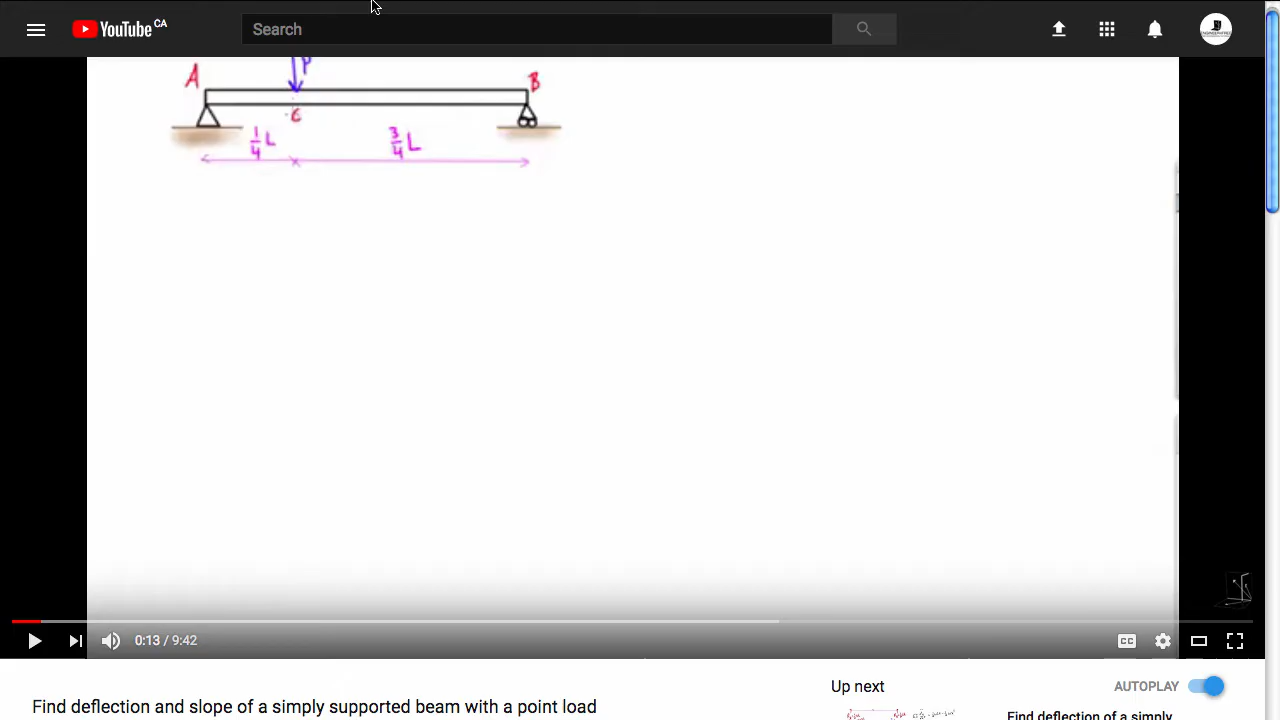 YouTube CA
Search
P
A
B
C
1/4 L
3/4 L
0:13 / 9:42
CC
Find deflection and slope of a simply supported beam with a point load
Up next
AUTOPLAY
Find deflection of a simply